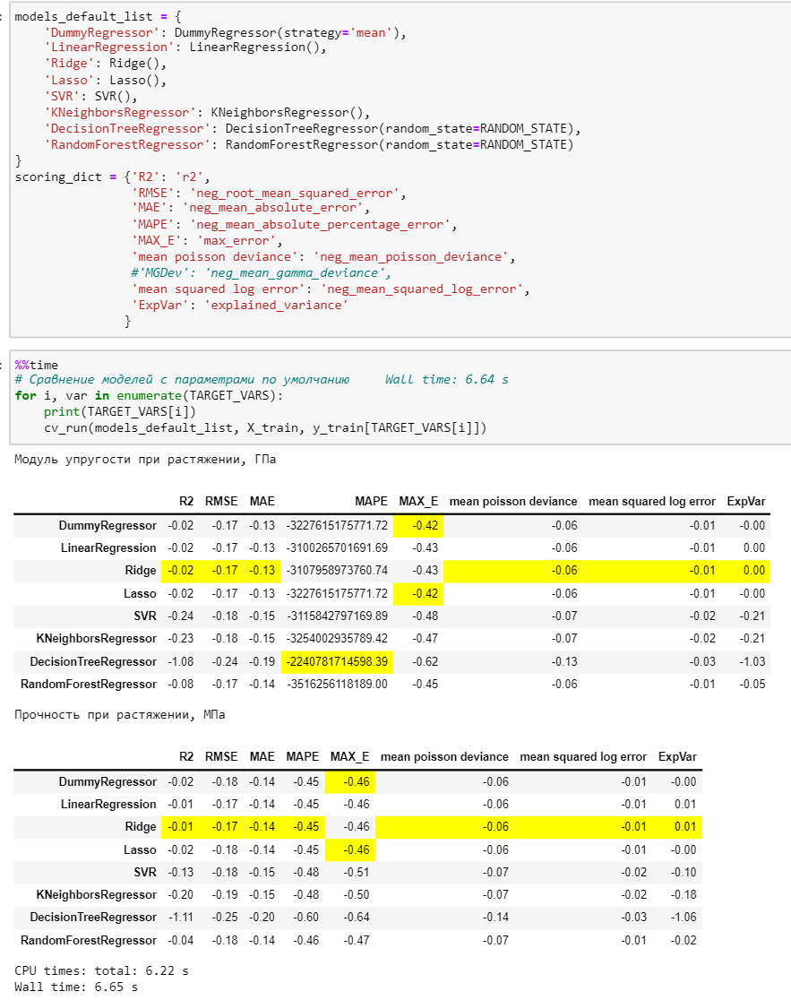 models_default_list = {
    'DummyRegressor': DummyRegressor(strategy='mean'),
    'LinearRegression': LinearRegression(),
    'Ridge': Ridge(),
    'Lasso': Lasso(),
    'SVR': SVR(),
    'KNeighborsRegressor': KNeighborsRegressor(),
    'DecisionTreeRegressor': DecisionTreeRegressor(random_state=RANDOM_STATE),
    'RandomForestRegressor': RandomForestRegressor(random_state=RANDOM_STATE)
}
scoring_dict = {'R2': 'r2',
                'RMSE': 'neg_root_mean_squared_error',
                'MAE': 'neg_mean_absolute_error',
                'MAPE': 'neg_mean_absolute_percentage_error',
                'MAX_E': 'max_error',
                'mean poisson deviance': 'neg_mean_poisson_deviance',
                #'MGDev': 'neg_mean_gamma_deviance',
                'mean squared log error': 'neg_mean_squared_log_error',
                'ExpVar': 'explained_variance'
               }
%%time
# Сравнение моделей с параметрами по умолчанию     Wall time: 6.64 s
for i, var in enumerate(TARGET_VARS):
    print(TARGET_VARS[i])
    cv_run(models_default_list, X_train, y_train[TARGET_VARS[i]])
Модуль упругости при растяжении, ГПа
R2 RMSE MAE MAPE MAX_E mean poisson deviance mean squared log error ExpVar
DummyRegressor -0.02 -0.17 -0.13 -3227615175771.72 -0.42 -0.06 -0.01 -0.00
LinearRegression -0.02 -0.17 -0.13 -3100265701691.69 -0.43 -0.06 -0.01 0.00
Ridge -0.02 -0.17 -0.13 -3107958973760.74 -0.43 -0.06 -0.01 0.00
Lasso -0.02 -0.17 -0.13 -3227615175771.72 -0.42 -0.06 -0.01 -0.00
SVR -0.24 -0.18 -0.15 -3115842797169.89 -0.48 -0.07 -0.02 -0.21
KNeighborsRegressor -0.23 -0.18 -0.15 -3254002935789.42 -0.47 -0.07 -0.02 -0.21
DecisionTreeRegressor -1.08 -0.24 -0.19 -2240781714598.39 -0.62 -0.13 -0.03 -1.03
RandomForestRegressor -0.08 -0.17 -0.14 -3516256118189.00 -0.45 -0.06 -0.01 -0.05
Прочность при растяжении, МПа
R2 RMSE MAE MAPE MAX_E mean poisson deviance mean squared log error ExpVar
DummyRegressor -0.02 -0.18 -0.14 -0.45 -0.46 -0.06 -0.01 -0.00
LinearRegression -0.01 -0.17 -0.14 -0.45 -0.46 -0.06 -0.01 0.01
Ridge -0.01 -0.17 -0.14 -0.45 -0.46 -0.06 -0.01 0.01
Lasso -0.02 -0.18 -0.14 -0.45 -0.46 -0.06 -0.01 -0.00
SVR -0.13 -0.18 -0.15 -0.48 -0.51 -0.07 -0.02 -0.10
KNeighborsRegressor -0.20 -0.19 -0.15 -0.48 -0.50 -0.07 -0.02 -0.18
DecisionTreeRegressor -1.11 -0.25 -0.20 -0.60 -0.64 -0.14 -0.03 -1.06
RandomForestRegressor -0.04 -0.18 -0.14 -0.46 -0.47 -0.07 -0.01 -0.02
CPU times: total: 6.22 s
Wall time: 6.65 s